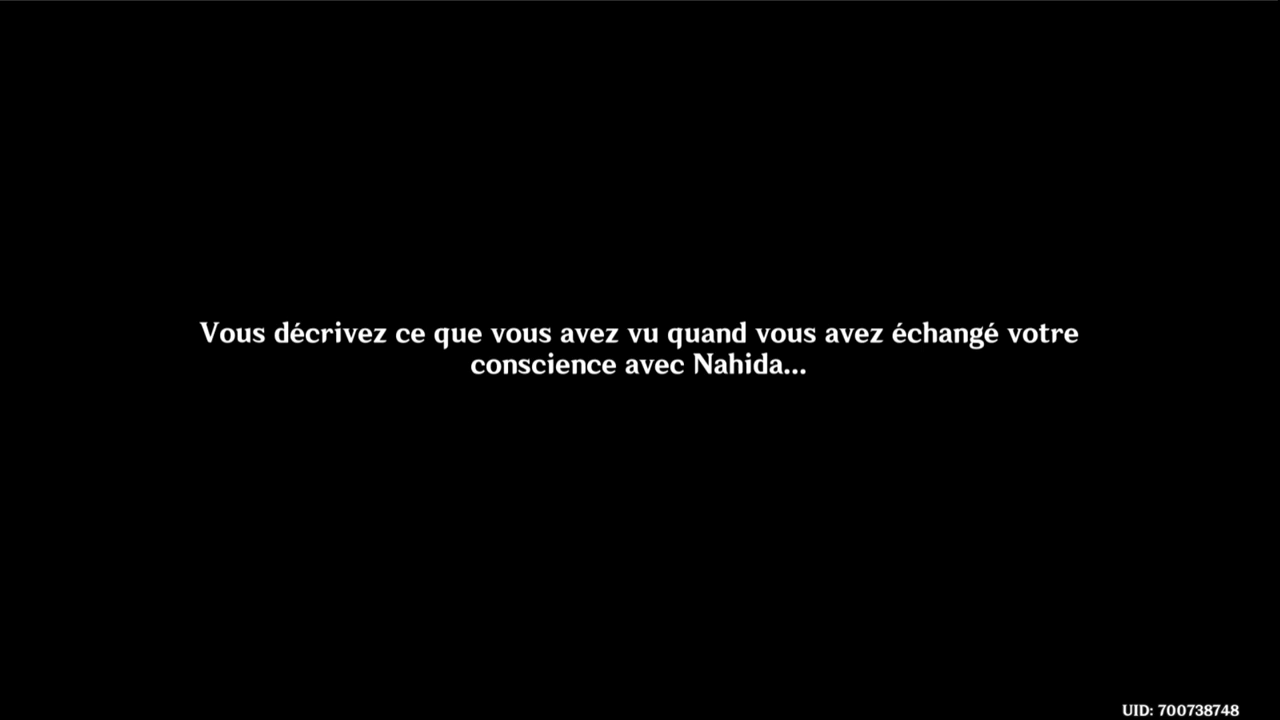 Vous décrivez ce que vous avez vu quand vous avez échangé votre
conscience avec Nahida...
UID: 700738748